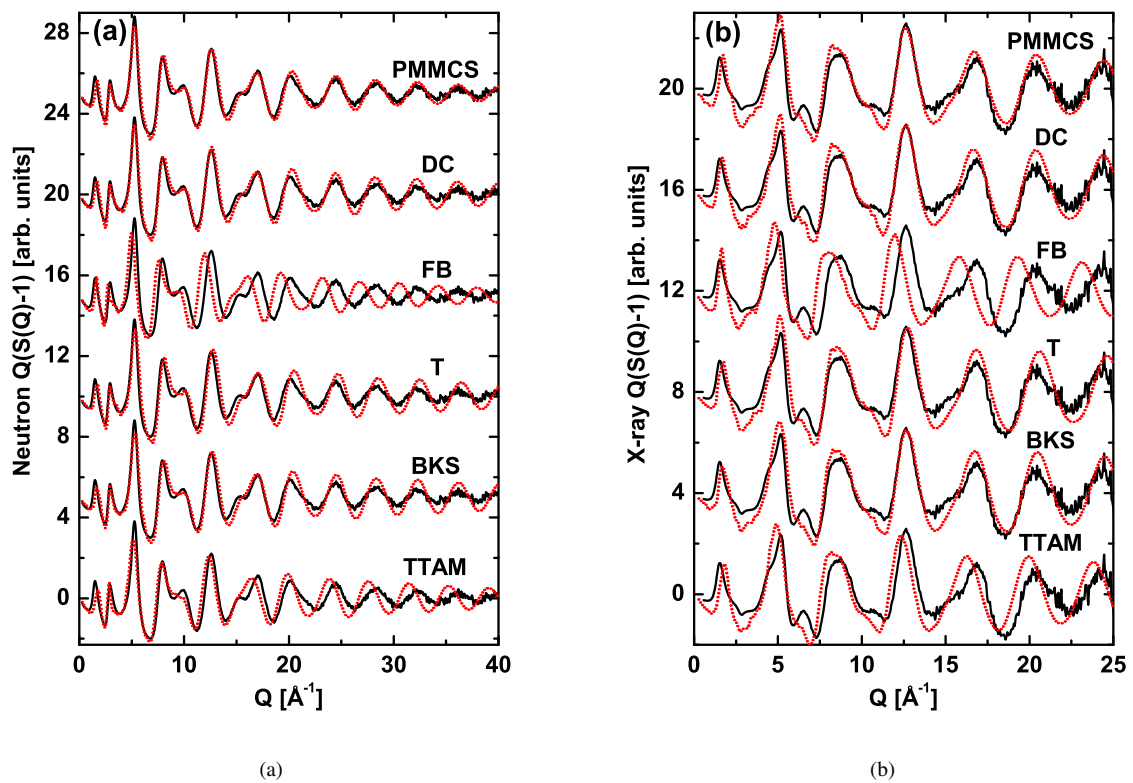 (a)
Neutron Q(S(Q)-1) [arb. units]
28
24
20
16
12
8
4
0
PMMCS
DC
FB
T
BKS
TTAM
0 10 20 30 40
Q [Å⁻¹]
(a)
(b)
X-ray Q(S(Q)-1) [arb. units]
20
16
12
8
4
0
PMMCS
DC
FB
T
BKS
TTAM
0 5 10 15 20 25
Q [Å⁻¹]
(b)